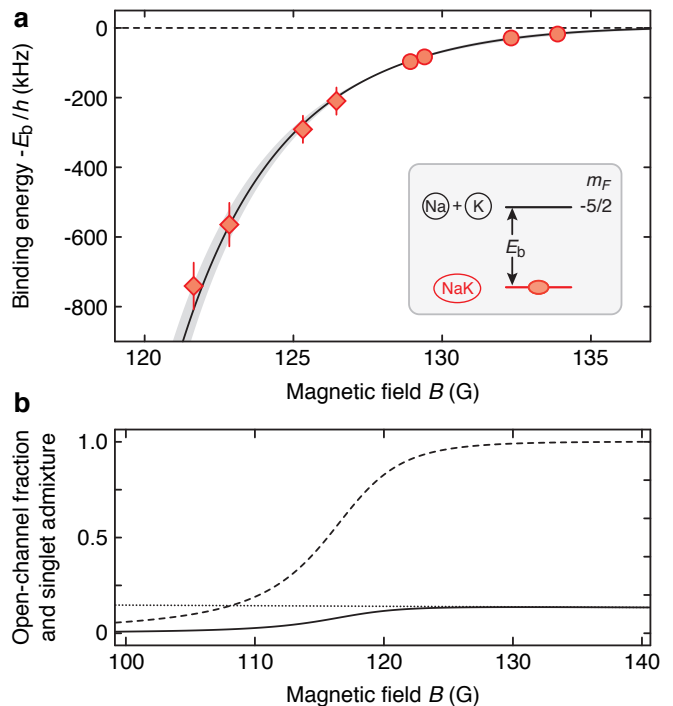 a
Binding energy -E_b/h (kHz)
0
-200
-400
-600
-800
120
125
130
135
Magnetic field B (G)
m_F
Na + K
-5/2
E_b
NaK
b
Open-channel fraction
and singlet admixture
1.0
0.5
0
100
110
120
130
140
Magnetic field B (G)